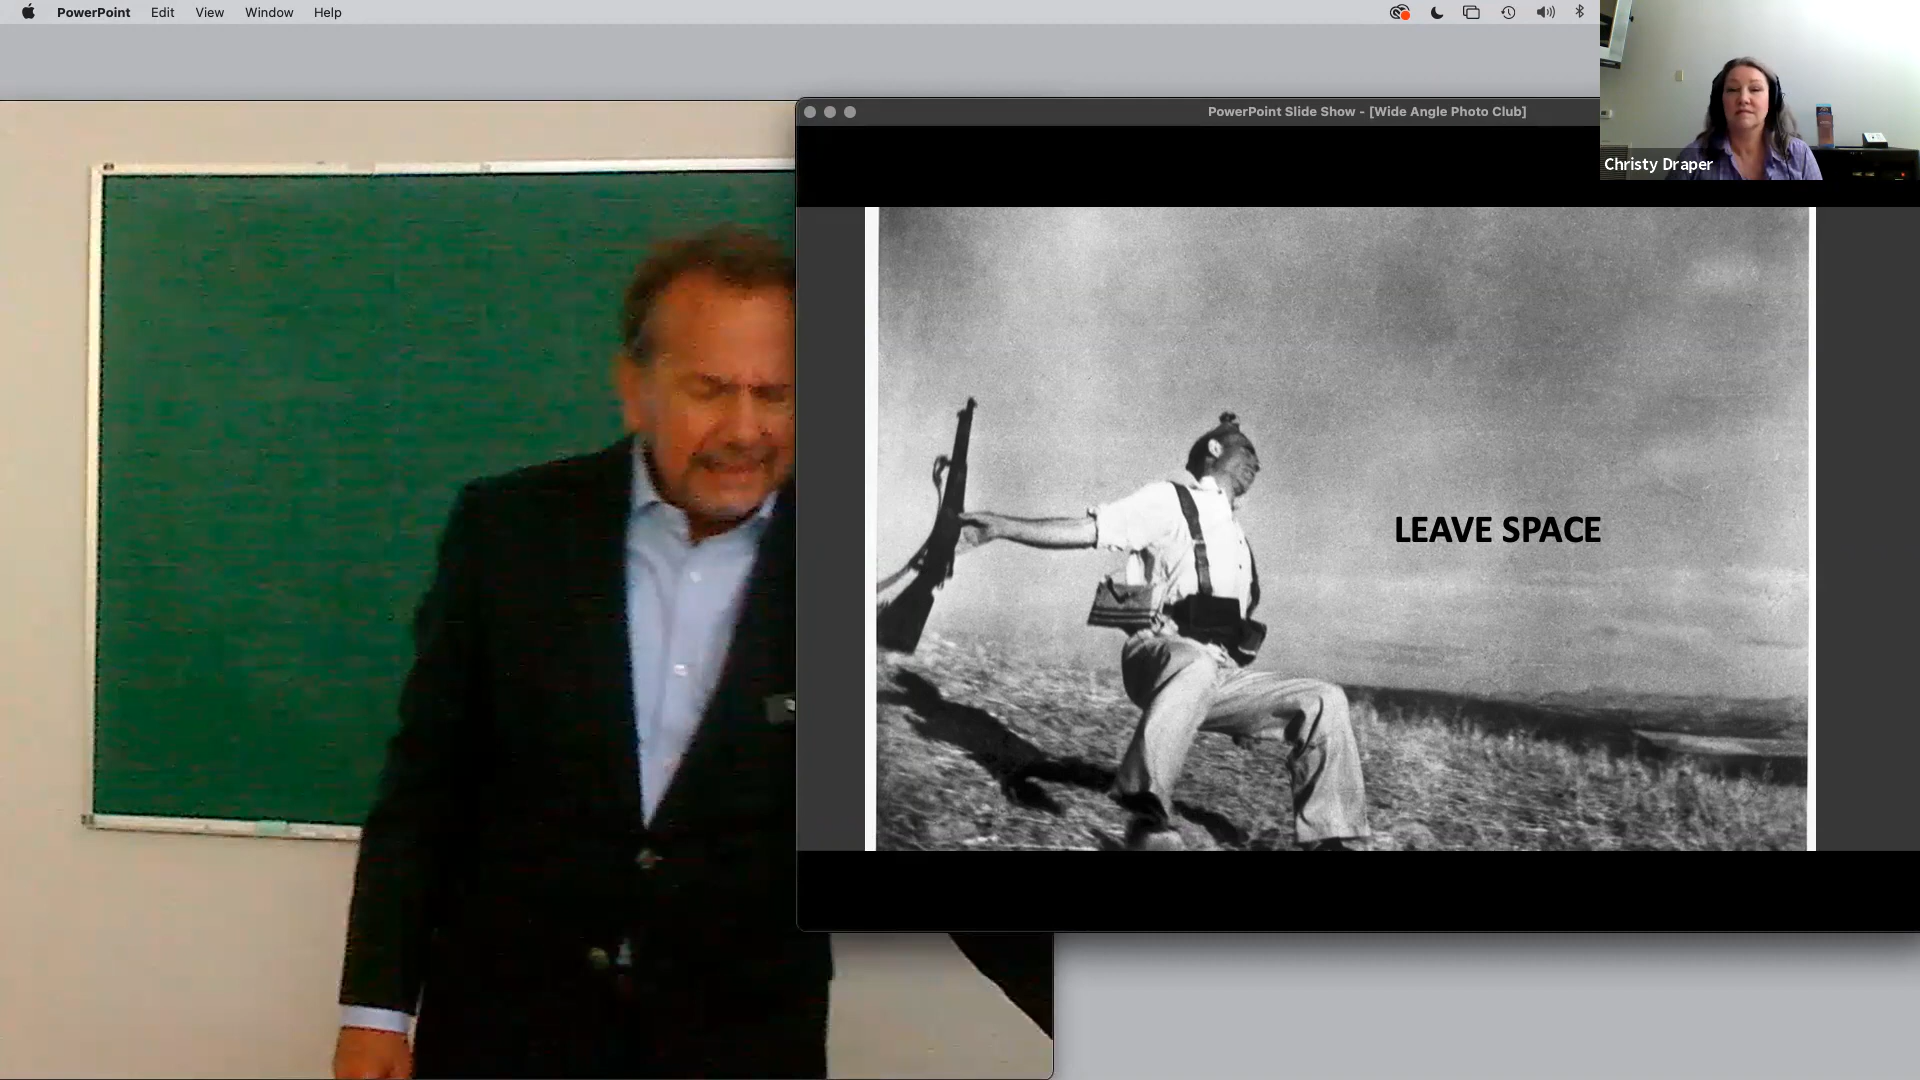 PowerPoint Edit View Window Help
PowerPoint Slide Show - [Wide Angle Photo Club]
Christy Draper
LEAVE SPACE